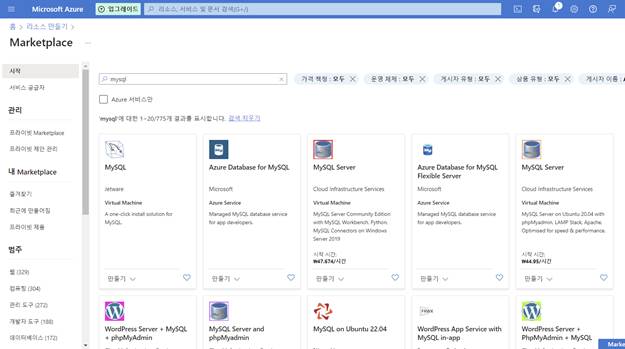 Microsoft Azure
업그레이드
리소스, 서비스 및 문서 검색(G+/)
홈 > 리소스 만들기 >
Marketplace ...
시작
서비스 공급자
관리
프라이빗 Marketplace
프라이빗 제안 관리
내 Marketplace
즐겨찾기
최근에 만들어짐
프라이빗 제품
범주
웹 (329)
컴퓨팅 (304)
관리 도구 (272)
개발자 도구 (188)
데이터베이스 (172)
mysql
가격 책정 : 모두
운영 체제 : 모두
게시자 유형 : 모두
상품 유형 : 모두
게시자 이름 :
Azure 서비스만
'mysql'에 대한 1~20/775개 결과를 표시합니다. 검색 지우기
MySQL
Jetware
Virtual Machine
A one-click install solution for
MySQL.
만들기
Azure Database for MySQL
Microsoft
Azure Service
Managed MySQL database service
for app developers.
만들기
MySQL Server
Cloud Infrastructure Services
Virtual Machine
MySQL Server Community Edition
with MySQL Workbench. Python.
MySQL Connectors on Windows
Server 2019
시작 시간:
₩47.674/시간
만들기
Azure Database for MySQL
Flexible Server
Microsoft
Azure Service
Managed MySQL database service
for app developers.
만들기
MySQL Server
Cloud Infrastructure Services
Virtual Machine
MySQL Server on Ubuntu 20.04 with
phpMyadmin. LAMP Stack. Apache,
Optimised for speed & performance.
시작 시간:
₩44.95/시간
만들기
WordPress Server + MySQL
+ phpMyAdmin
MySQL Server and
phpMyAdmin
MySQL on Ubuntu 22.04
WordPress App Service with
MySQL in-app
WordPress Server + MySQL
+ phpMyAdmin